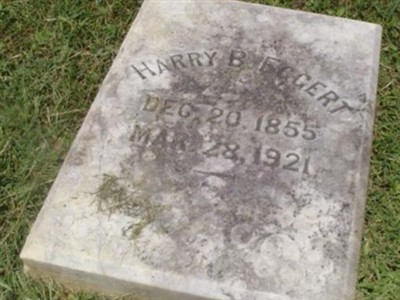 HARRY B. EGGERT
DEC. 20. 1855
MAR. 28, 1921